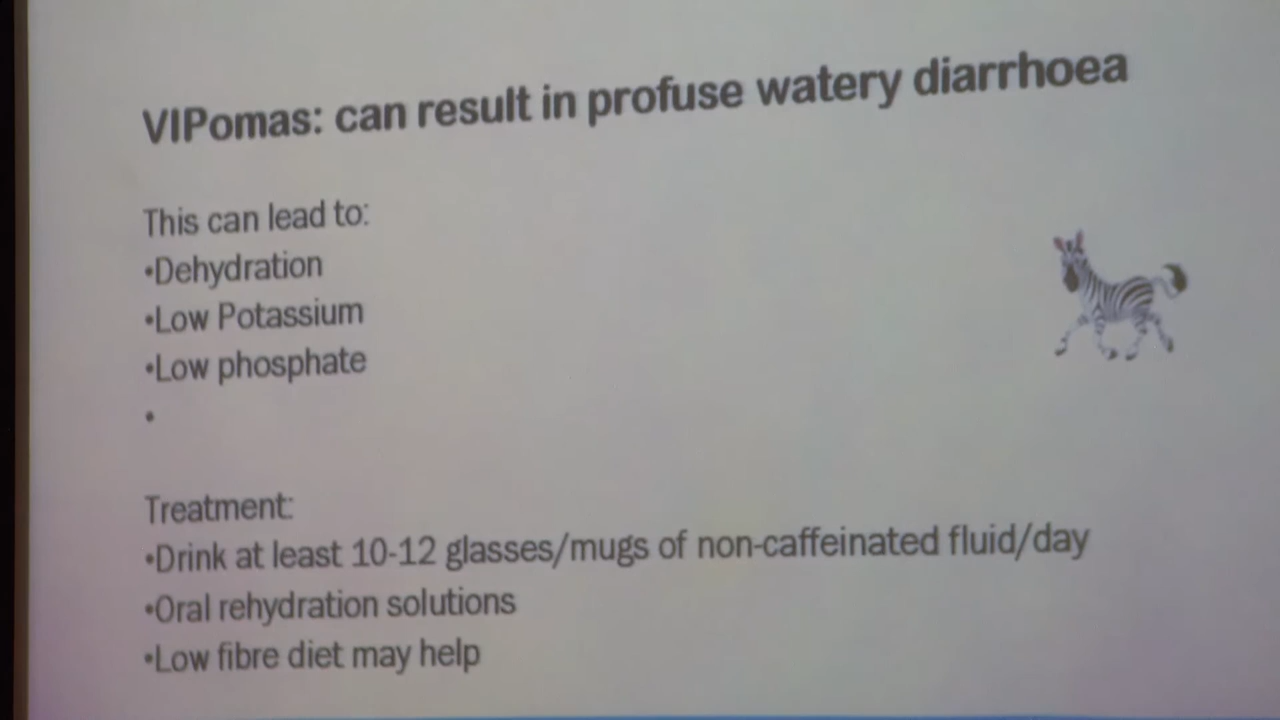 VIPomas: can result in profuse watery diarrhoea
This can lead to:
•Dehydration
•Low Potassium
•Low phosphate
•
Treatment:
•Drink at least 10-12 glasses/mugs of non-caffeinated fluid/day
•Oral rehydration solutions
•Low fibre diet may help